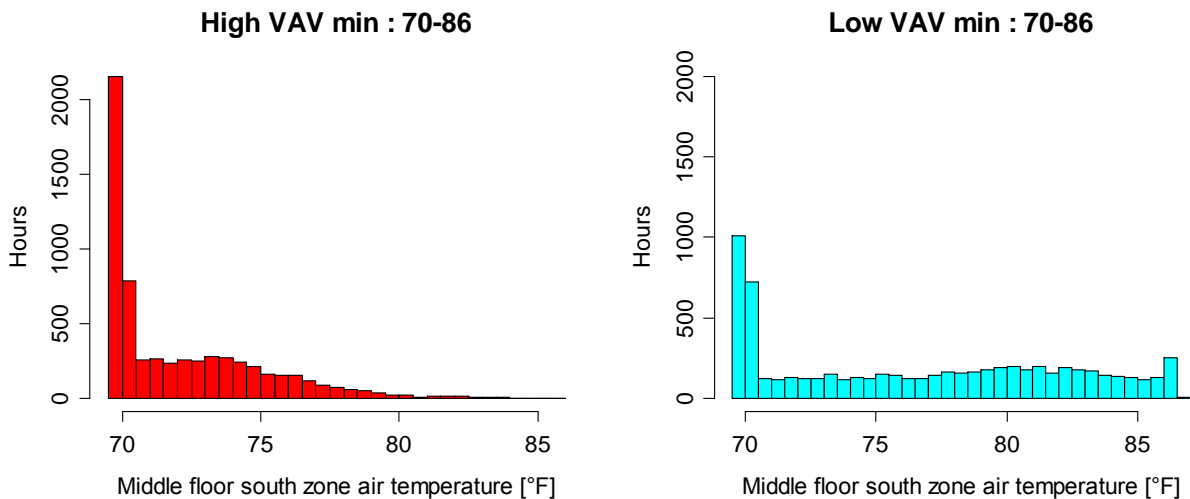 High VAV min : 70-86
Hours
2000
1500
1000
500
0
70 75 80 85
Middle floor south zone air temperature [°F]
Low VAV min : 70-86
Hours
2000
1500
1000
500
0
70 75 80 85
Middle floor south zone air temperature [°F]